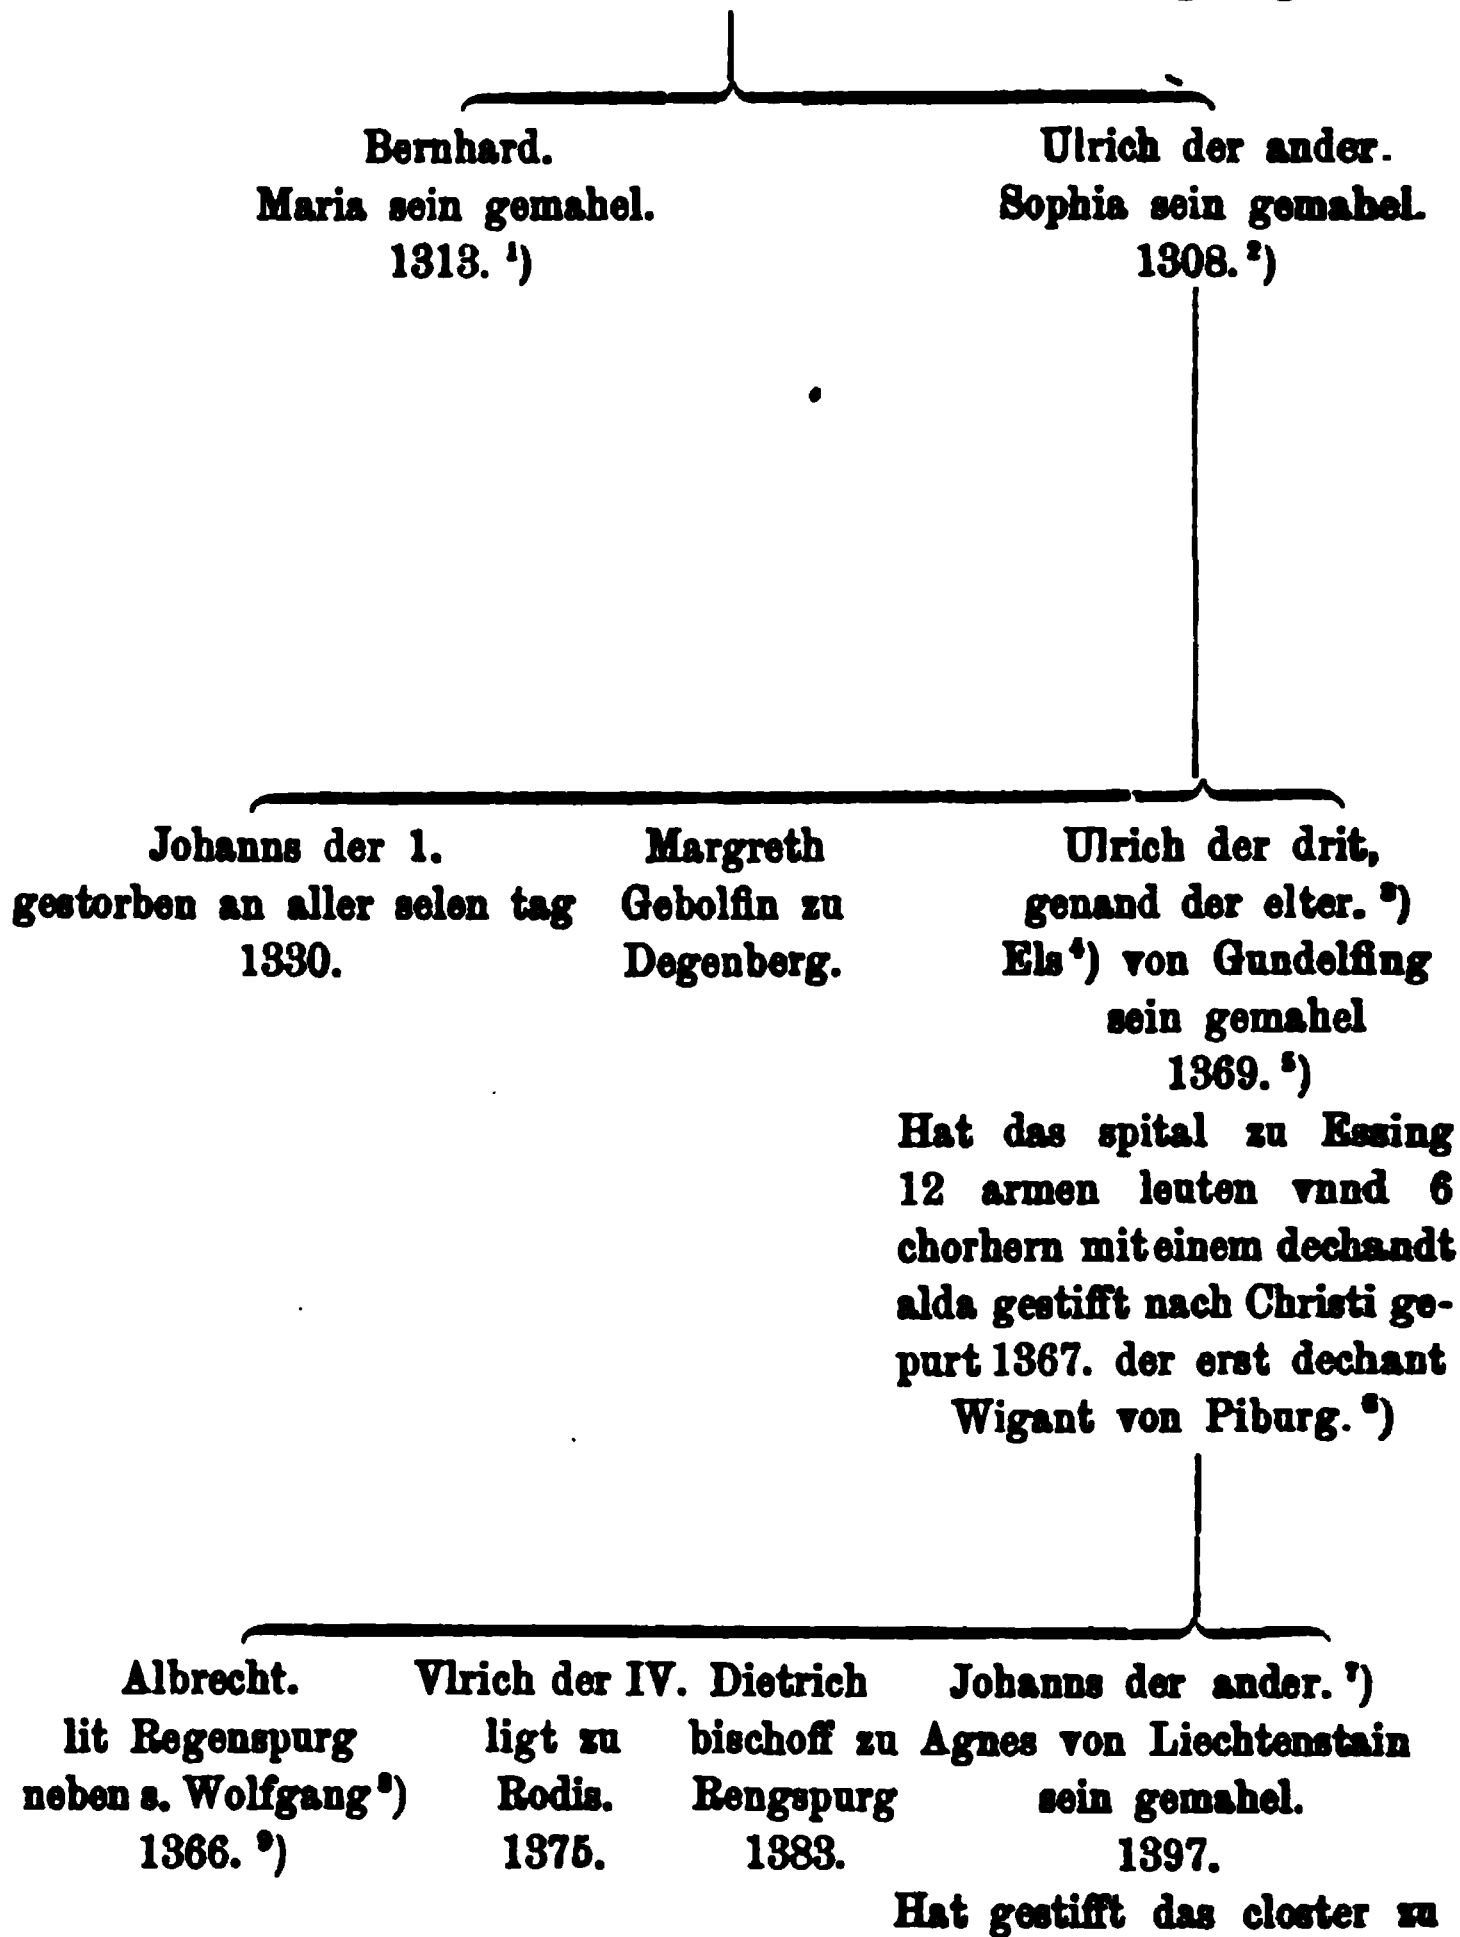 Bernhard.
Maria sein gemahel.
1313. ¹)
Ulrich der ander.
Sophia sein gemahel.
1308. ²)
Johanns der 1.
gestorben an aller selen tag
1330.
Margreth
Gebolfin zu
Degenberg.
Ulrich der drit,
genand der elter. ³)
Els ⁴) von Gundelfing
sein gemahel
1369. ⁵)
Hat das spital zu Essing
12 armen leuten vnnd 6
chorhern mit einem dechandt
alda gestifft nach Christi ge-
purt 1367. der erst dechant
Wigant von Piburg. ⁶)
Albrecht.
lit Regenspurg
neben s. Wolfgang ⁸)
1366. ⁹)
Vlrich der IV.
ligt zu
Rodis.
1375.
Dietrich
bischoff zu
Rengspurg
1383.
Johanns der ander. ⁷)
Agnes von Liechtenstain
sein gemahel.
1397.
Hat gestifft das closter zu